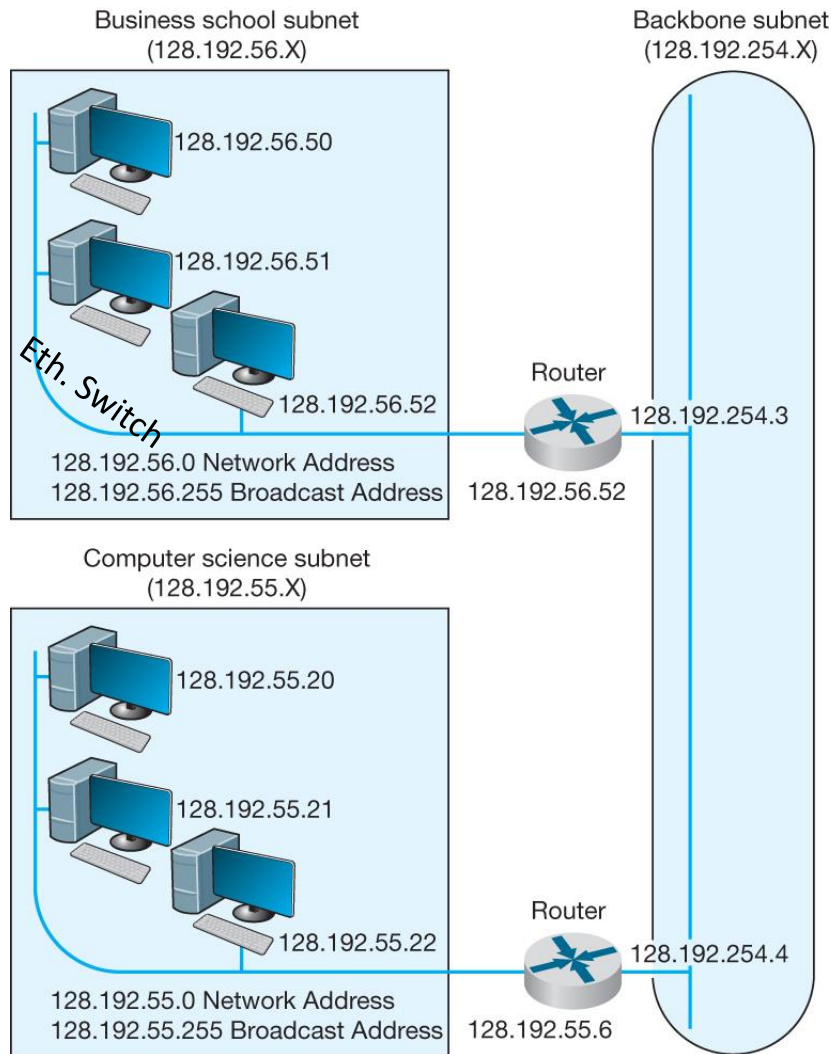 Business school subnet
(128.192.56.X)
Backbone subnet
(128.192.254.X)
128.192.56.50
128.192.56.51
Eth. Switch
128.192.56.52
Router
128.192.254.3
128.192.56.0 Network Address
128.192.56.255 Broadcast Address
128.192.56.52
Computer science subnet
(128.192.55.X)
128.192.55.20
128.192.55.21
128.192.55.22
Router
128.192.254.4
128.192.55.0 Network Address
128.192.55.255 Broadcast Address
128.192.55.6